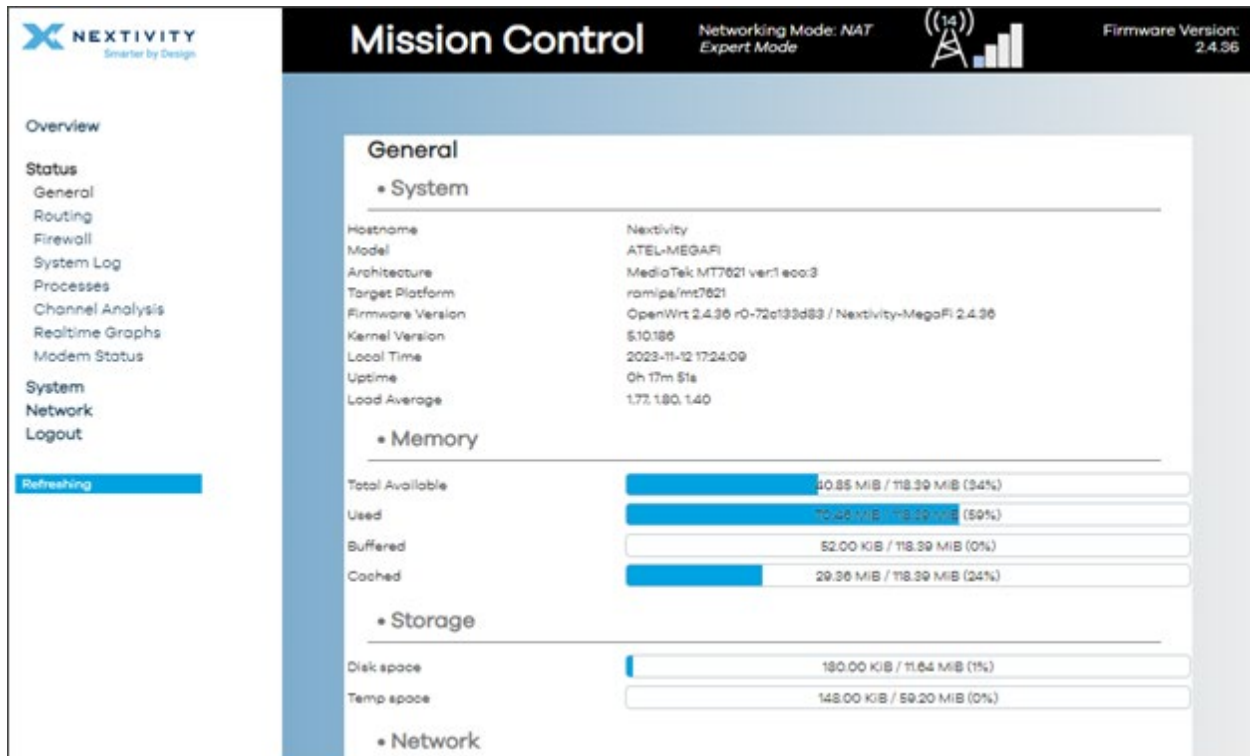 NEXTIVITY
Smarter by Design
Mission Control
Networking Mode: NAT
Expert Mode
((14))
Firmware Version:
2.4.36
Overview
Status
General
Routing
Firewall
System Log
Processes
Channel Analysis
Realtime Graphs
Modem Status
System
Network
Logout
Refreshing
General
• System
Hostname Nextivity
Model ATEL-MEGAFI
Architecture MediaTek MT7621 ver:1 eco:3
Target Platform ramips/mt7621
Firmware Version OpenWrt 2.4.36 r0-72c133d83 / Nextivity-MegaFi 2.4.36
Kernel Version 5.10.186
Local Time 2023-11-12 17:24:09
Uptime 0h 17m 51s
Load Average 1.77, 1.80, 1.40
• Memory
Total Available 40.85 MiB / 118.39 MiB (34%)
Used 70.46 MiB / 118.39 MiB (59%)
Buffered 52.00 KiB / 118.39 MiB (0%)
Cached 29.36 MiB / 118.39 MiB (24%)
• Storage
Disk space 180.00 KiB / 11.64 MiB (1%)
Temp space 148.00 KiB / 59.20 MiB (0%)
• Network